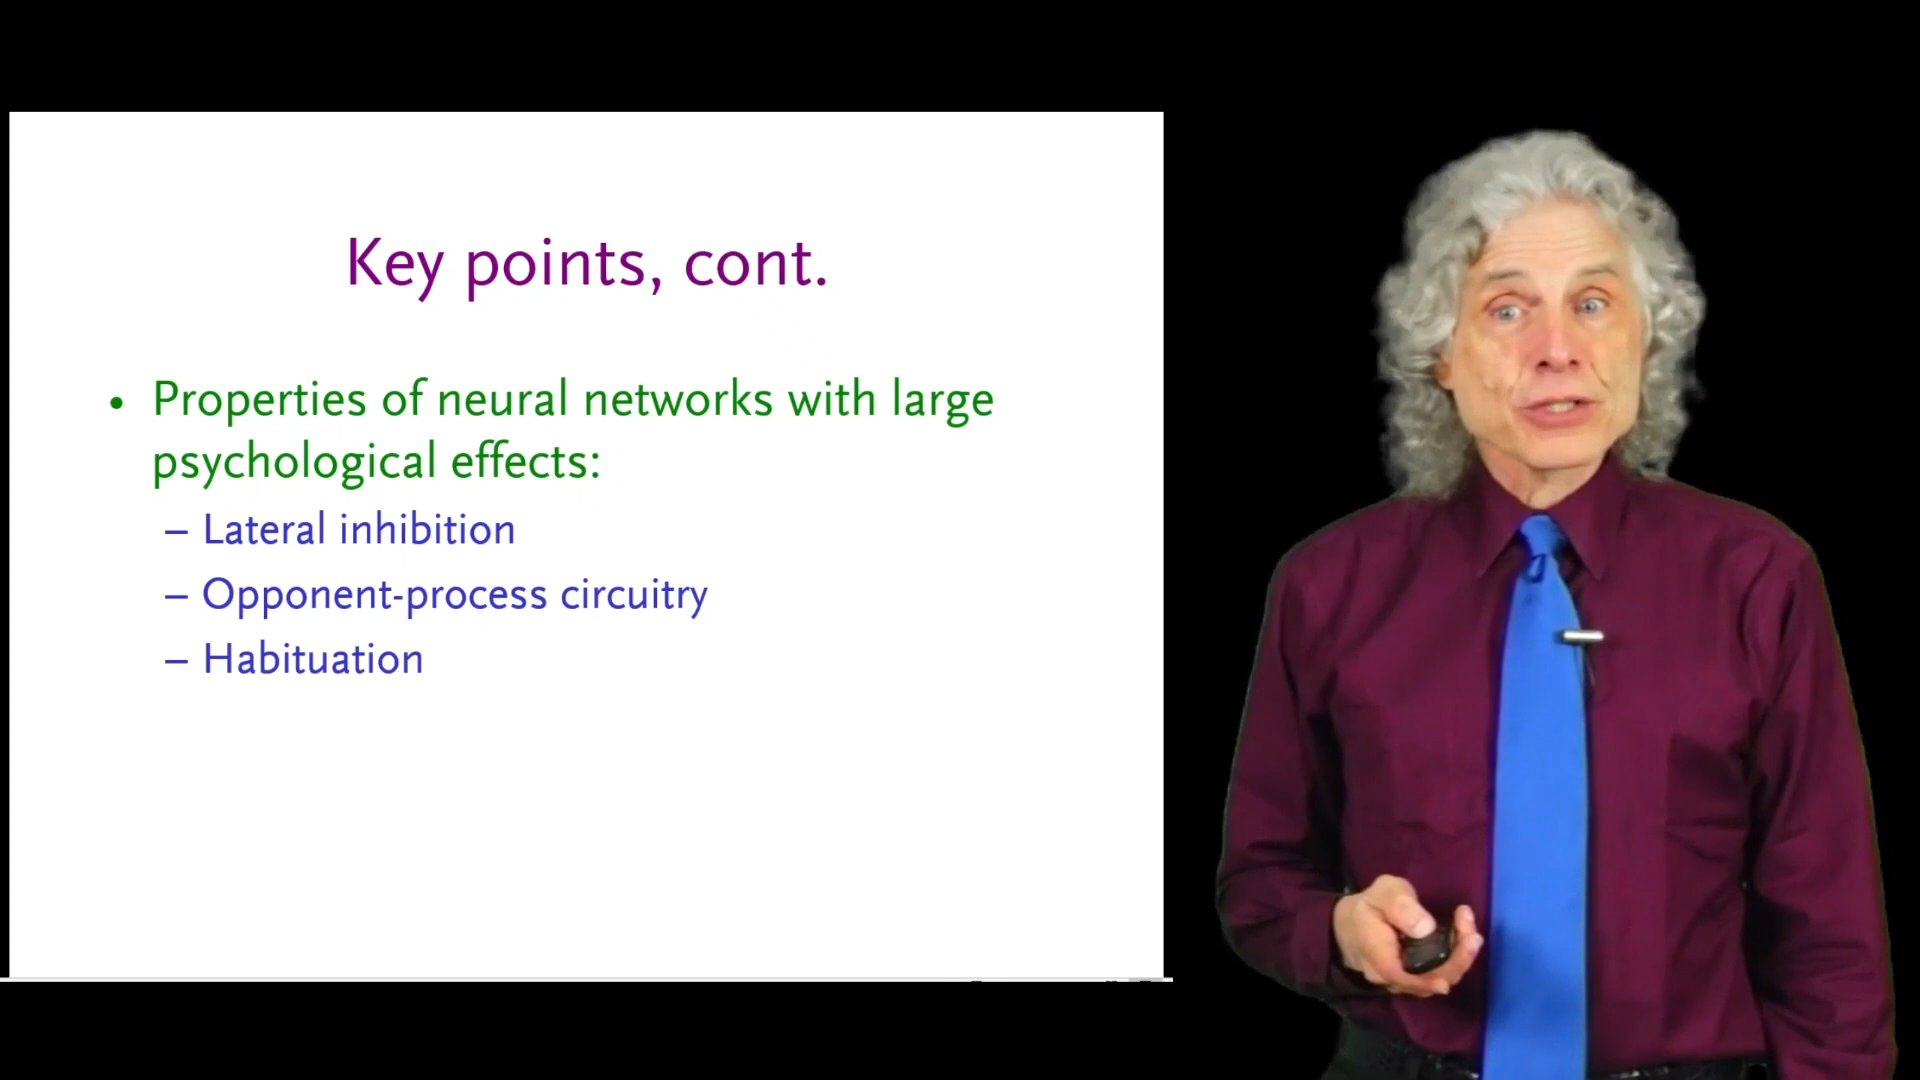 Key points, cont.
• Properties of neural networks with large
psychological effects:
– Lateral inhibition
– Opponent-process circuitry
– Habituation